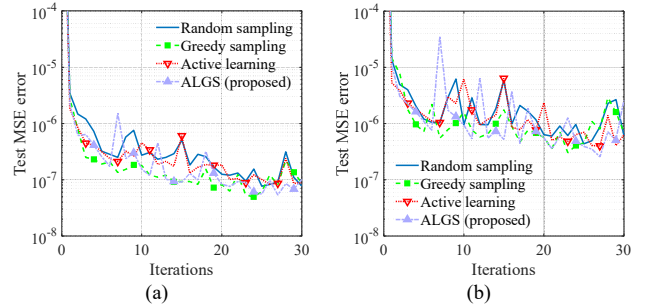 (a)
(b)
10^-4
10^-5
10^-6
10^-7
10^-8
Test MSE error
Random sampling
Greedy sampling
Active learning
ALGS (proposed)
0 10 20 30
Iterations
10^-4
10^-5
10^-6
10^-7
10^-8
Test MSE error
Random sampling
Greedy sampling
Active learning
ALGS (proposed)
0 10 20 30
Iterations
(a)
(b)